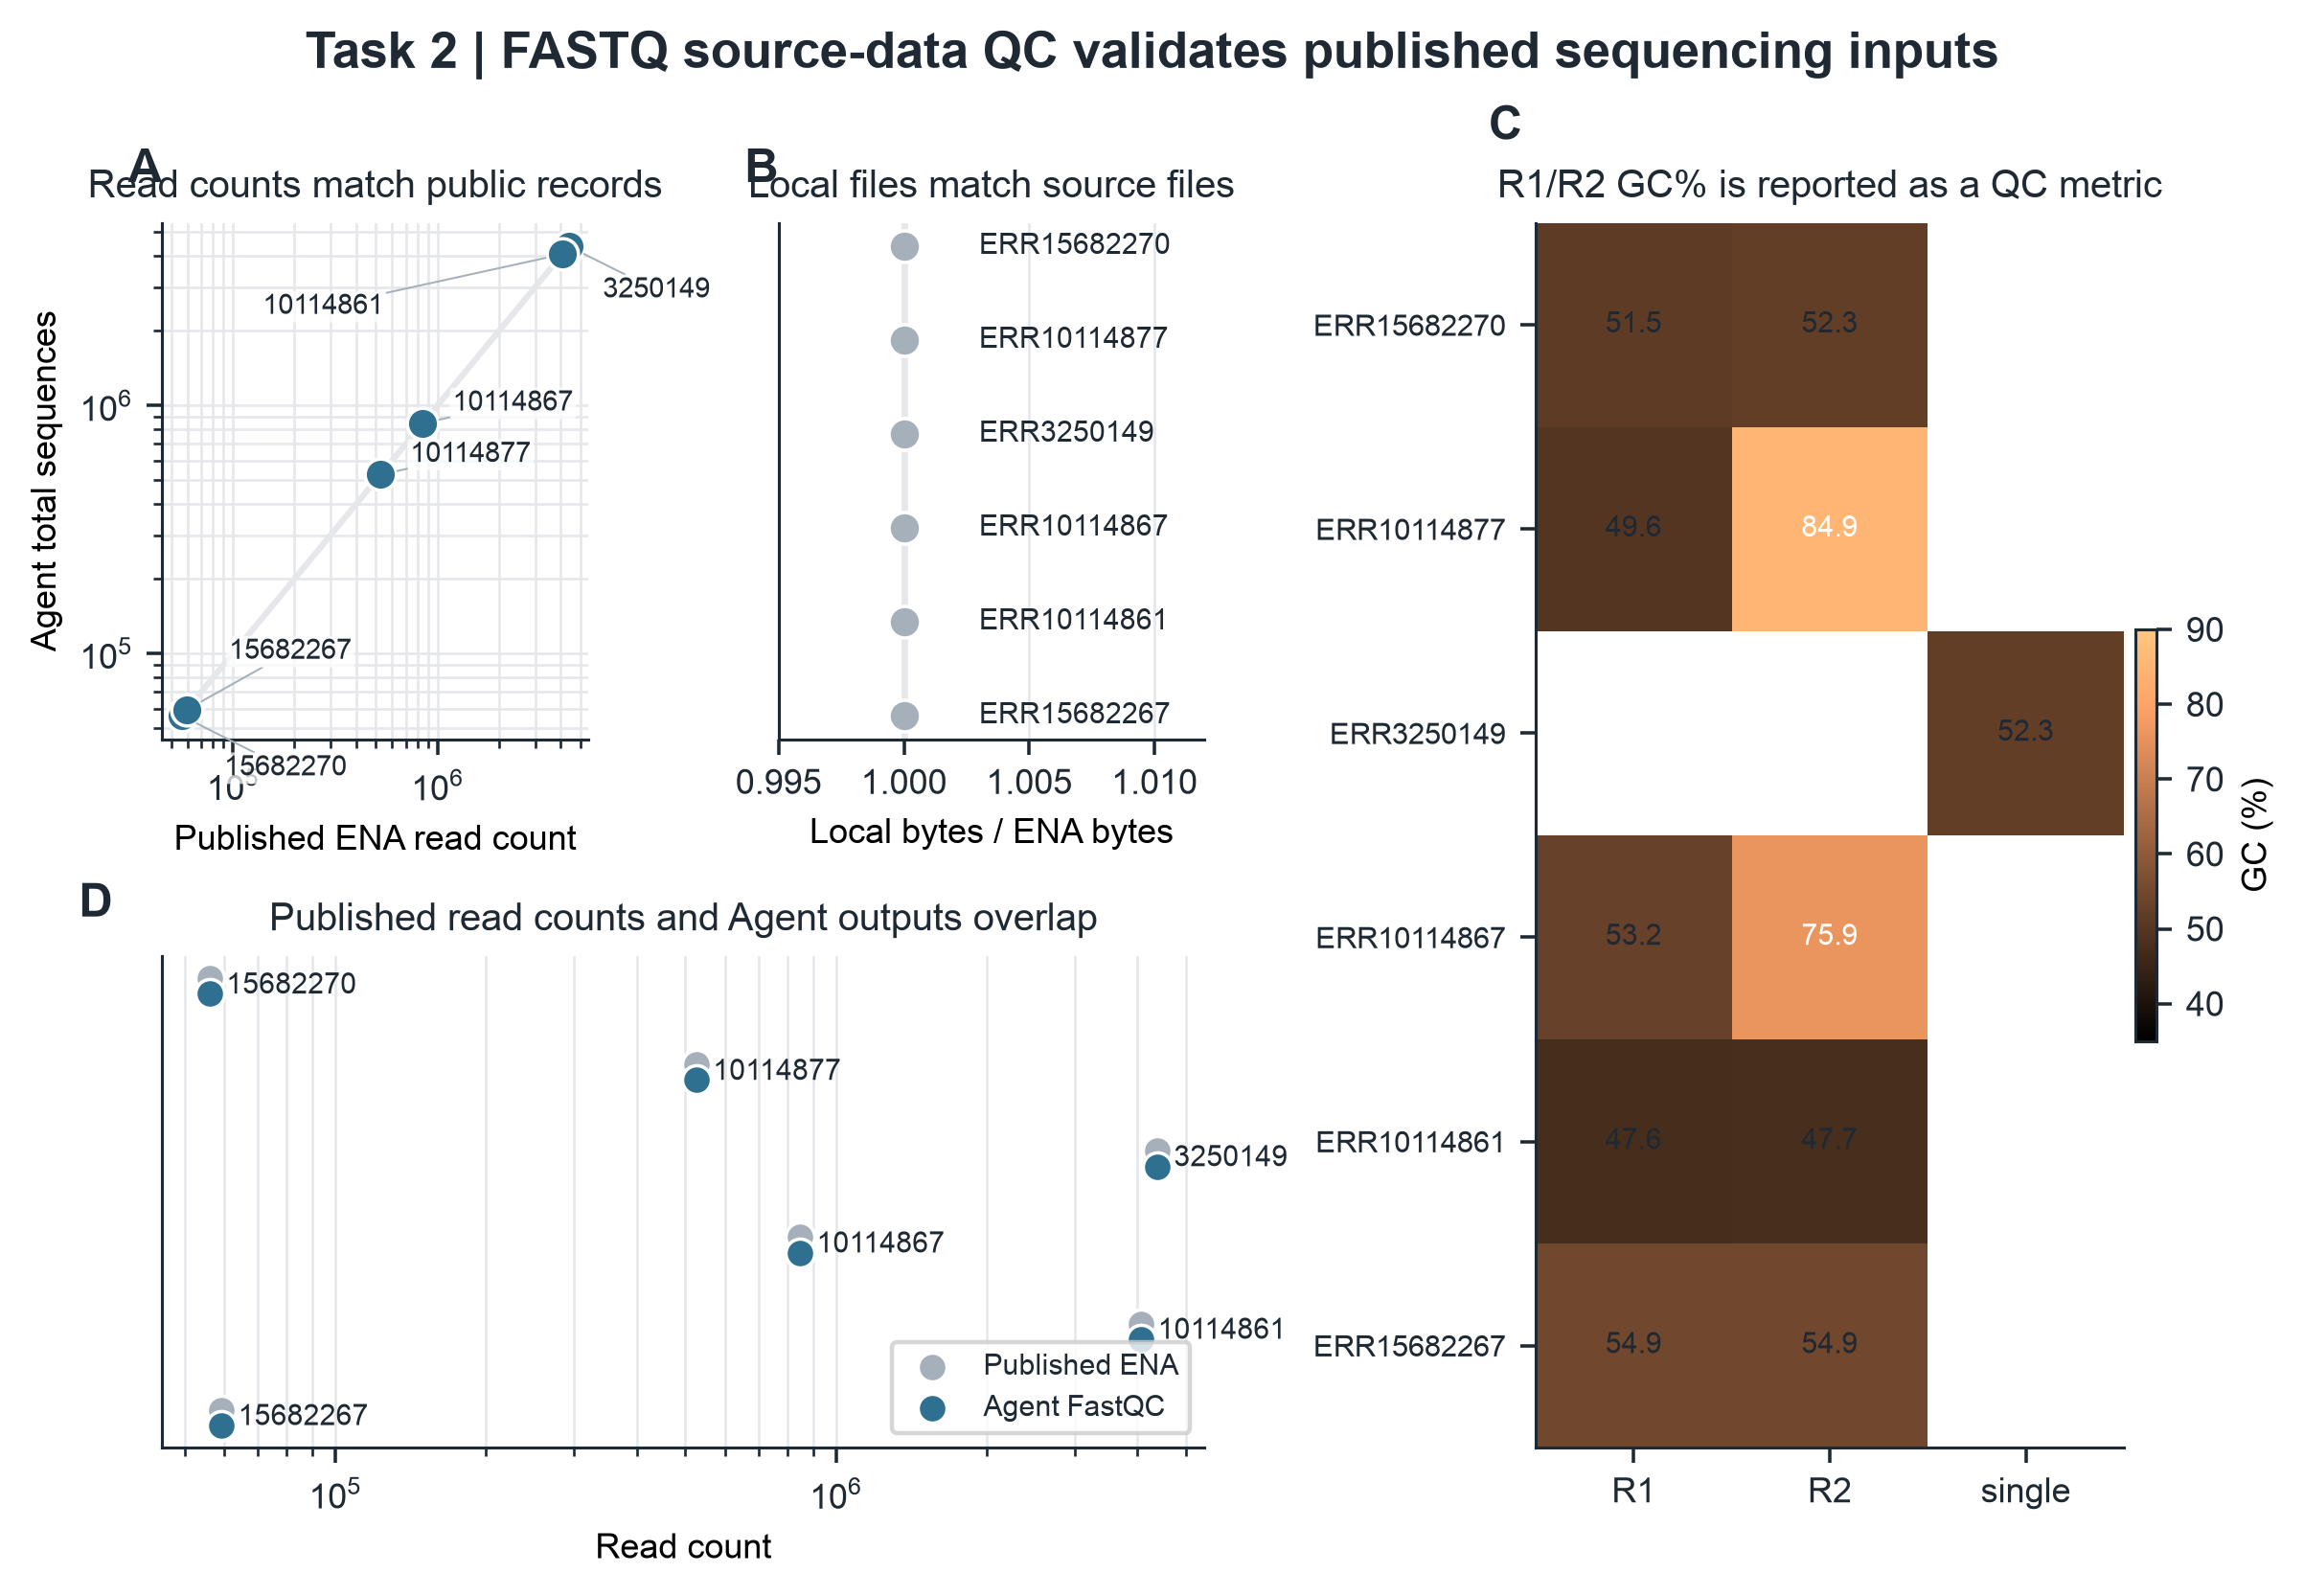 Task 2 | FASTQ source-data QC validates published sequencing inputs
A
Read counts match public records
Agent total sequences
10⁶
10⁵
10114861
3250149
10114867
10114877
15682267
15682270
10⁵
10⁶
Published ENA read count
B
Local files match source files
ERR15682270
ERR10114877
ERR3250149
ERR10114867
ERR10114861
ERR15682267
0.995
1.000
1.005
1.010
Local bytes / ENA bytes
C
R1/R2 GC% is reported as a QC metric
ERR15682270
51.5
52.3
ERR10114877
49.6
84.9
ERR3250149
52.3
ERR10114867
53.2
75.9
ERR10114861
47.6
47.7
ERR15682267
54.9
54.9
R1
R2
single
90
80
70
60
50
40
GC (%)
D
Published read counts and Agent outputs overlap
15682270
10114877
3250149
10114867
10114861
15682267
Published ENA
Agent FastQC
10⁵
10⁶
Read count